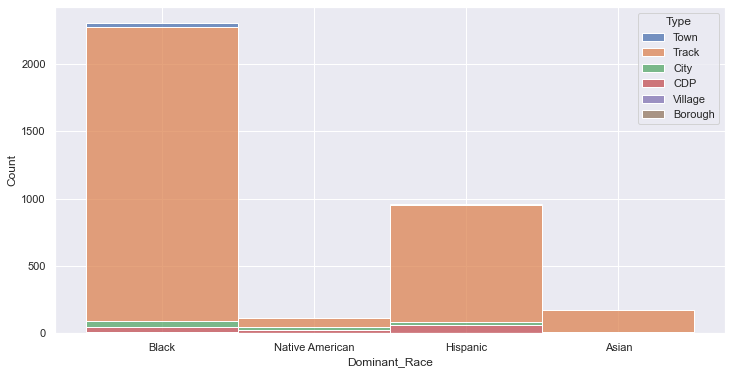 Type
Town
Track
City
CDP
Village
Borough
2000
1500
1000
500
0
Count
Black
Native American
Hispanic
Asian
Dominant_Race